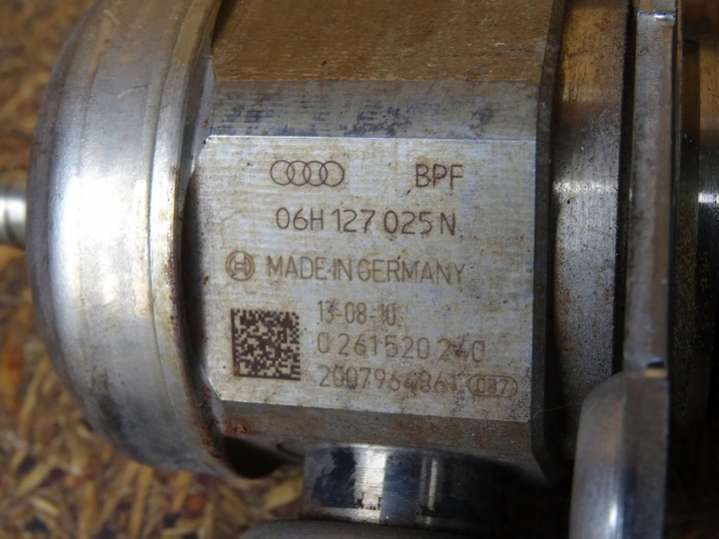 BPF
06H 127 025 N
MADE IN GERMANY
13-08-10
0 261 520 240
2007964861 087